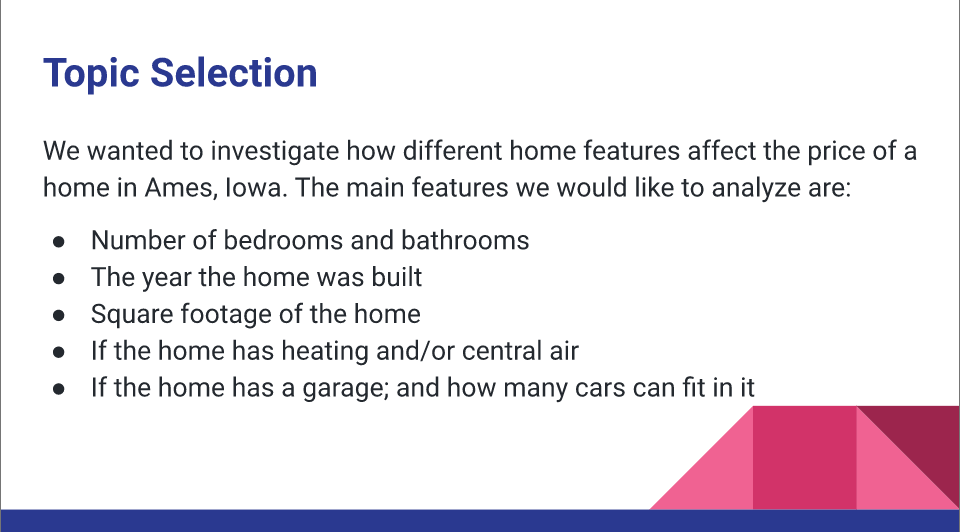 Topic Selection
We wanted to investigate how different home features affect the price of a
home in Ames, Iowa. The main features we would like to analyze are:
● Number of bedrooms and bathrooms
● The year the home was built
● Square footage of the home
● If the home has heating and/or central air
● If the home has a garage; and how many cars can fit in it